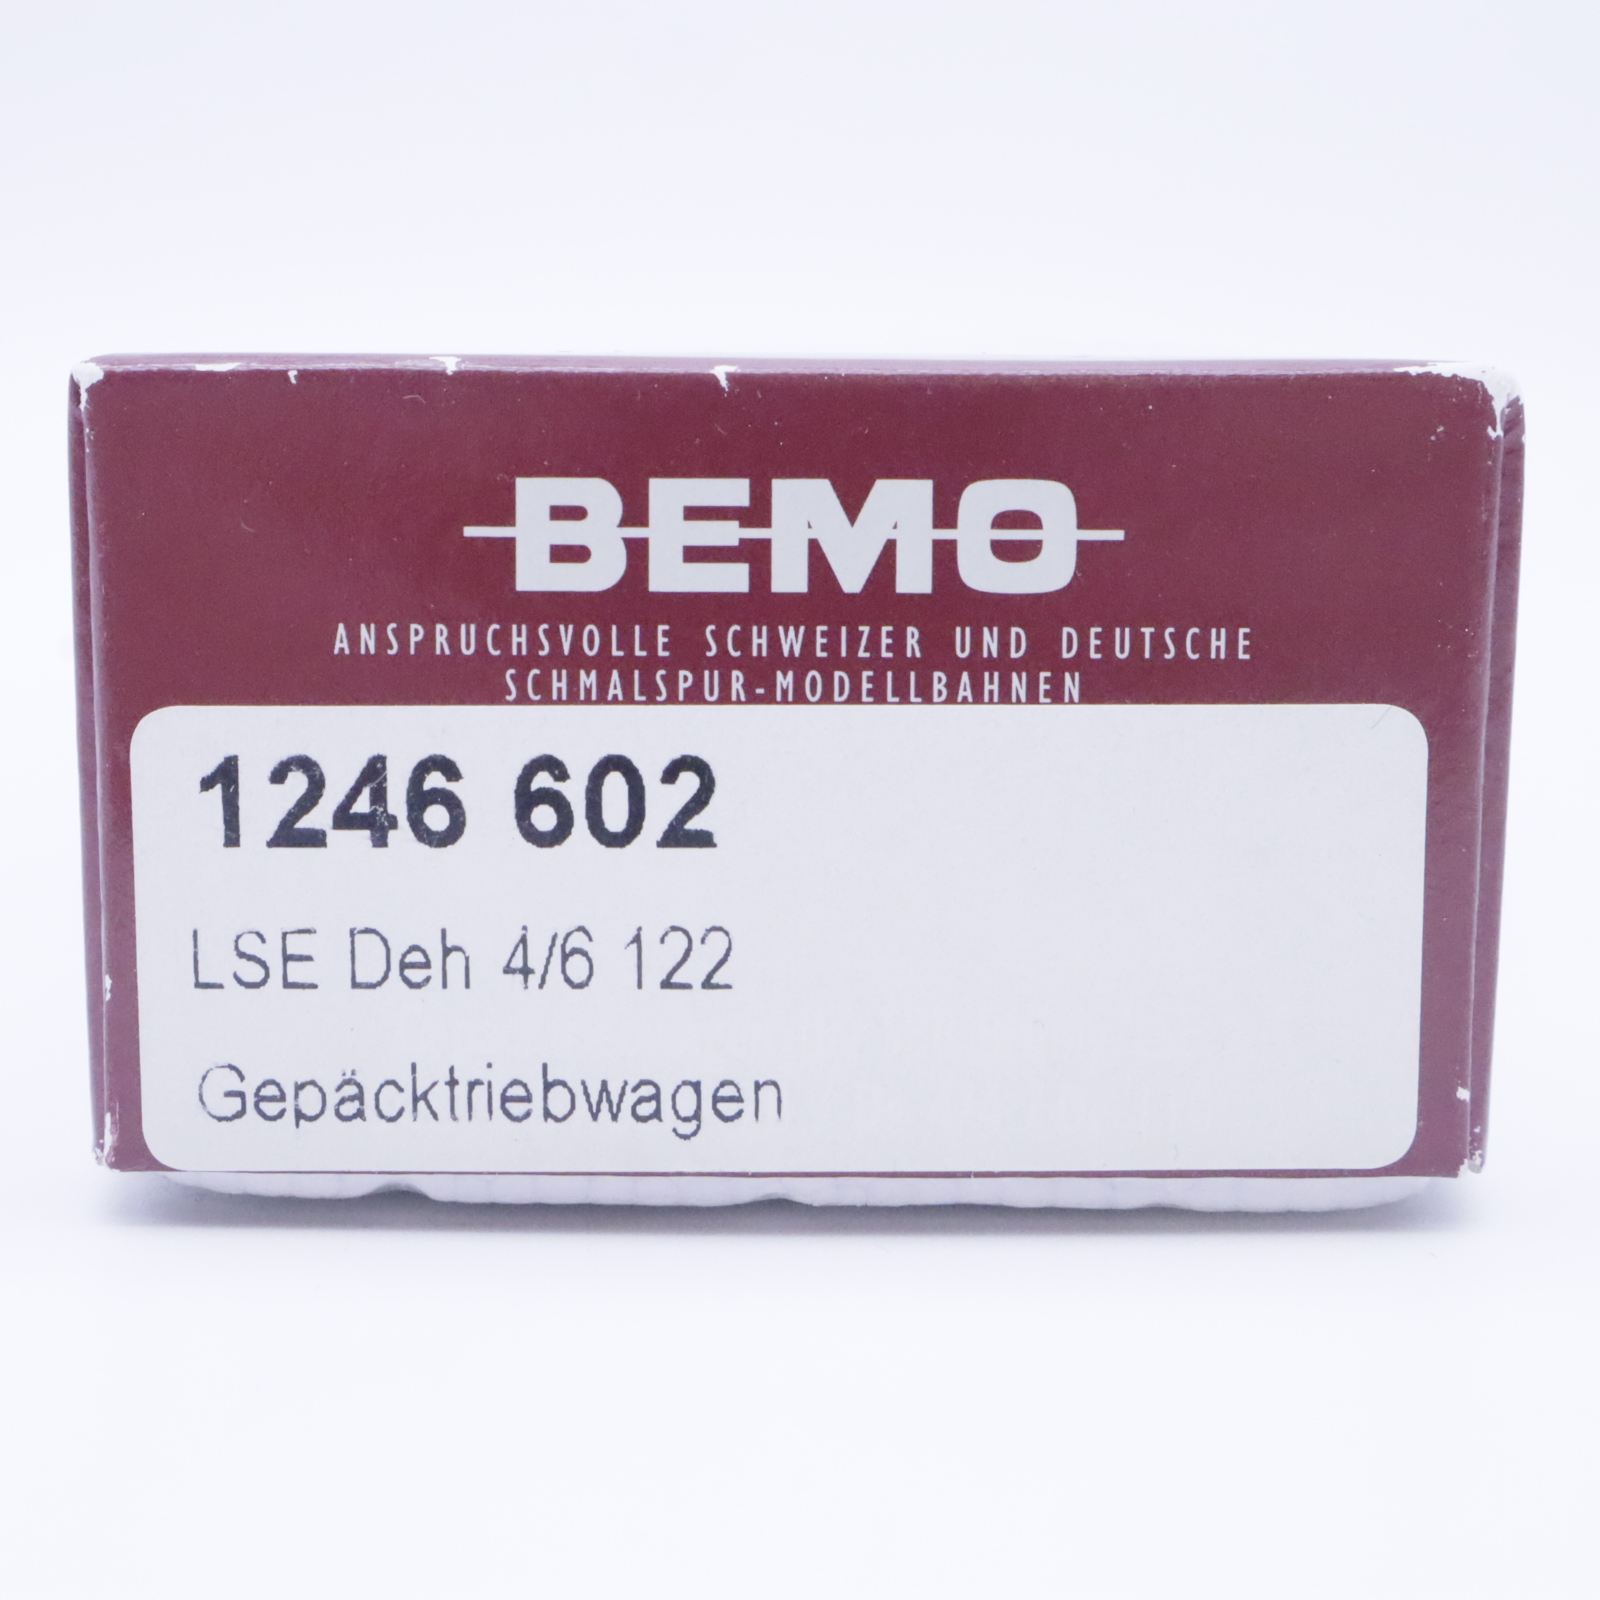 BEMO
ANSPRUCHSVOLLE SCHWEIZER UND DEUTSCHE
SCHMALSPUR-MODELLBAHNEN
1246 602
LSE Deh 4/6 122
Gepäcktriebwagen